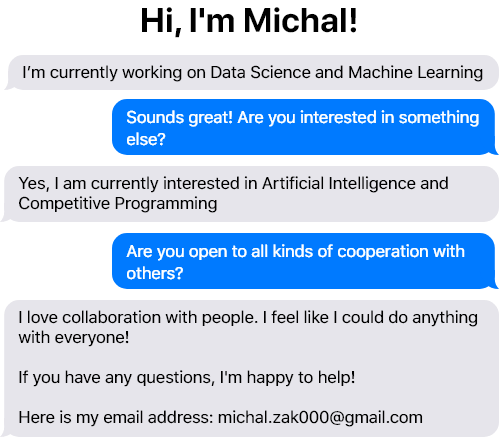 Hi, I'm Michal!
I’m currently working on Data Science and Machine Learning
Sounds great! Are you interested in something
else?
Yes, I am currently interested in Artificial Intelligence and
Competitive Programming
Are you open to all kinds of cooperation with
others?
I love collaboration with people. I feel like I could do anything
with everyone!
If you have any questions, I'm happy to help!
Here is my email address: michal.zak000@gmail.com